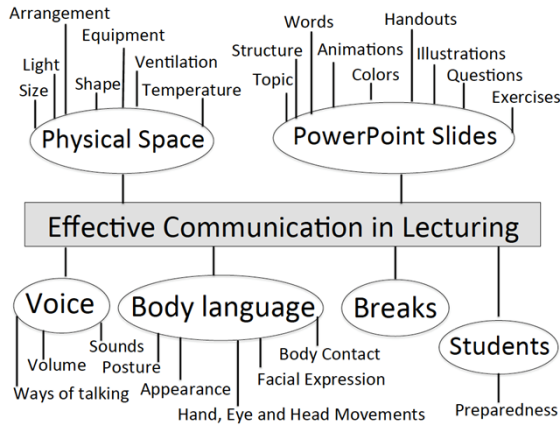 Arrangement
Equipment
Light
Ventilation
Size
Shape
Temperature
Physical Space
Words
Handouts
Structure
Animations
Illustrations
Topic
Colors
Questions
Exercises
PowerPoint Slides
Effective Communication in Lecturing
Voice
Sounds
Volume
Ways of talking
Body language
Posture
Body Contact
Appearance
Facial Expression
Hand, Eye and Head Movements
Breaks
Students
Preparedness